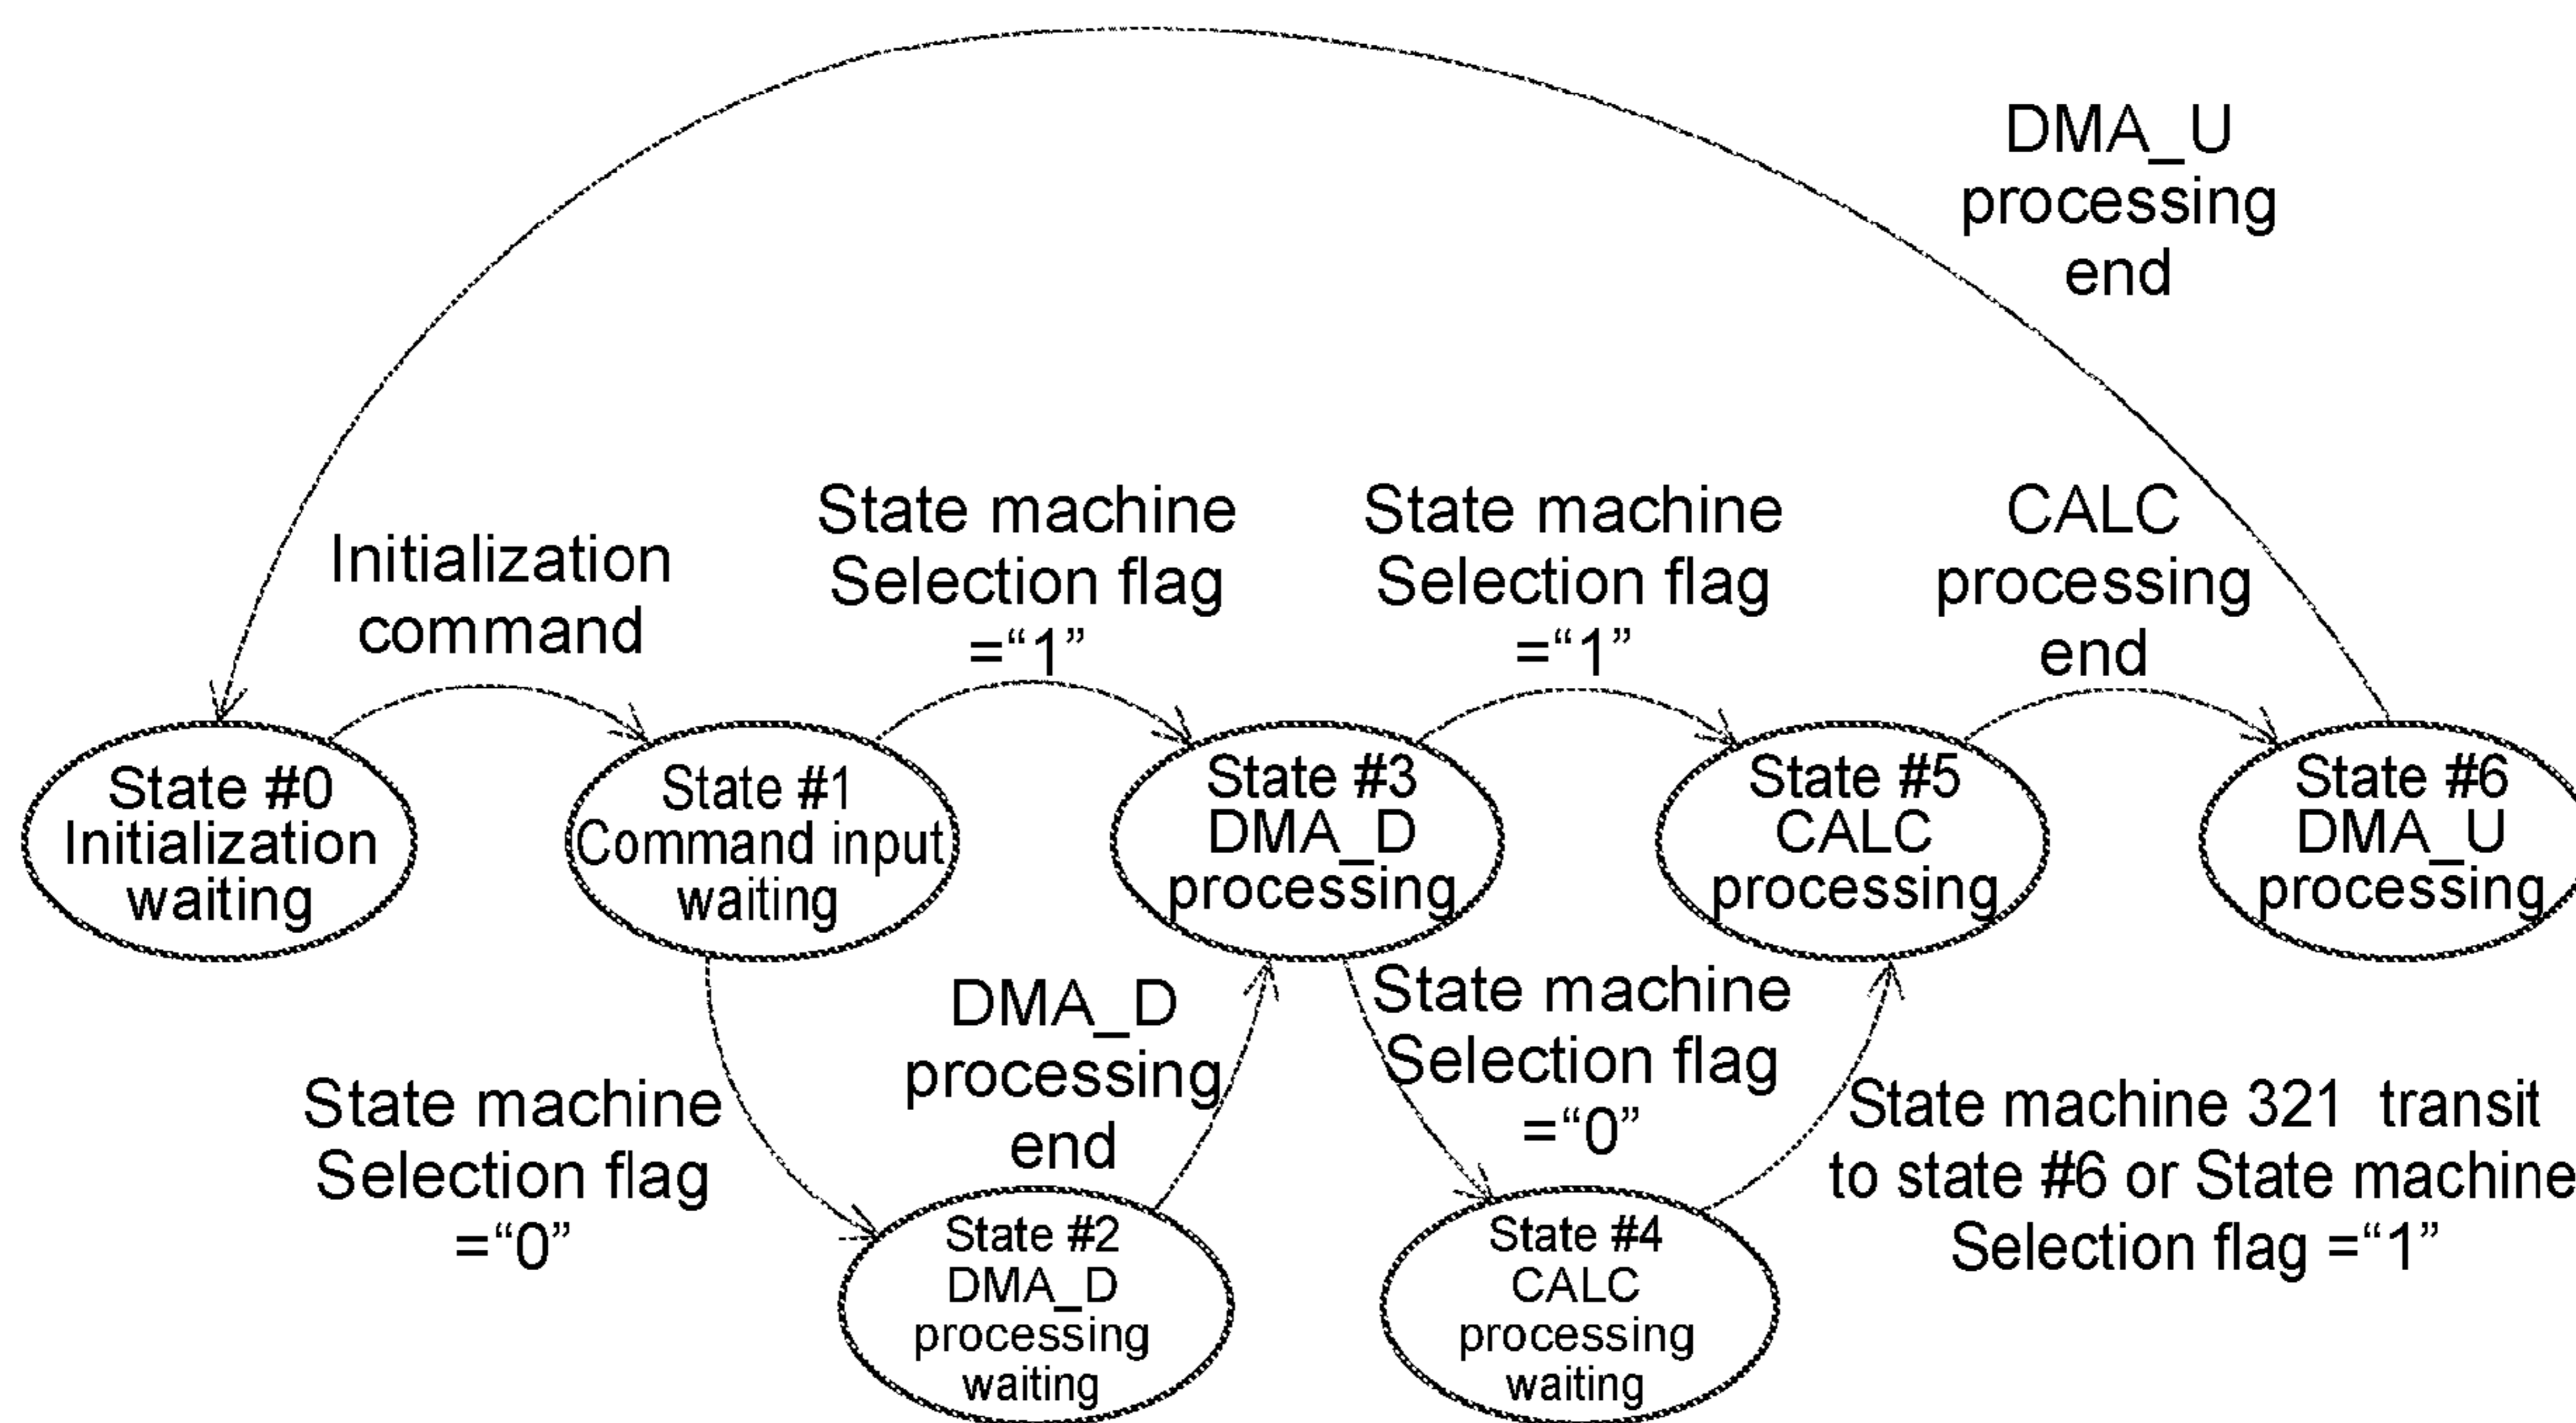 DMA_U
processing
end
Initialization
command
State machine
Selection flag
="1"
State machine
Selection flag
="1"
CALC
processing
end
State #0
Initialization
waiting
State #1
Command input
waiting
State #3
DMA_D
processing
State #5
CALC
processing
State #6
DMA_U
processing
State machine
Selection flag
="0"
DMA_D
processing
end
State machine
Selection flag
="0"
State machine 321 transit
to state #6 or State machine
Selection flag ="1"
State #2
DMA_D
processing
waiting
State #4
CALC
processing
waiting